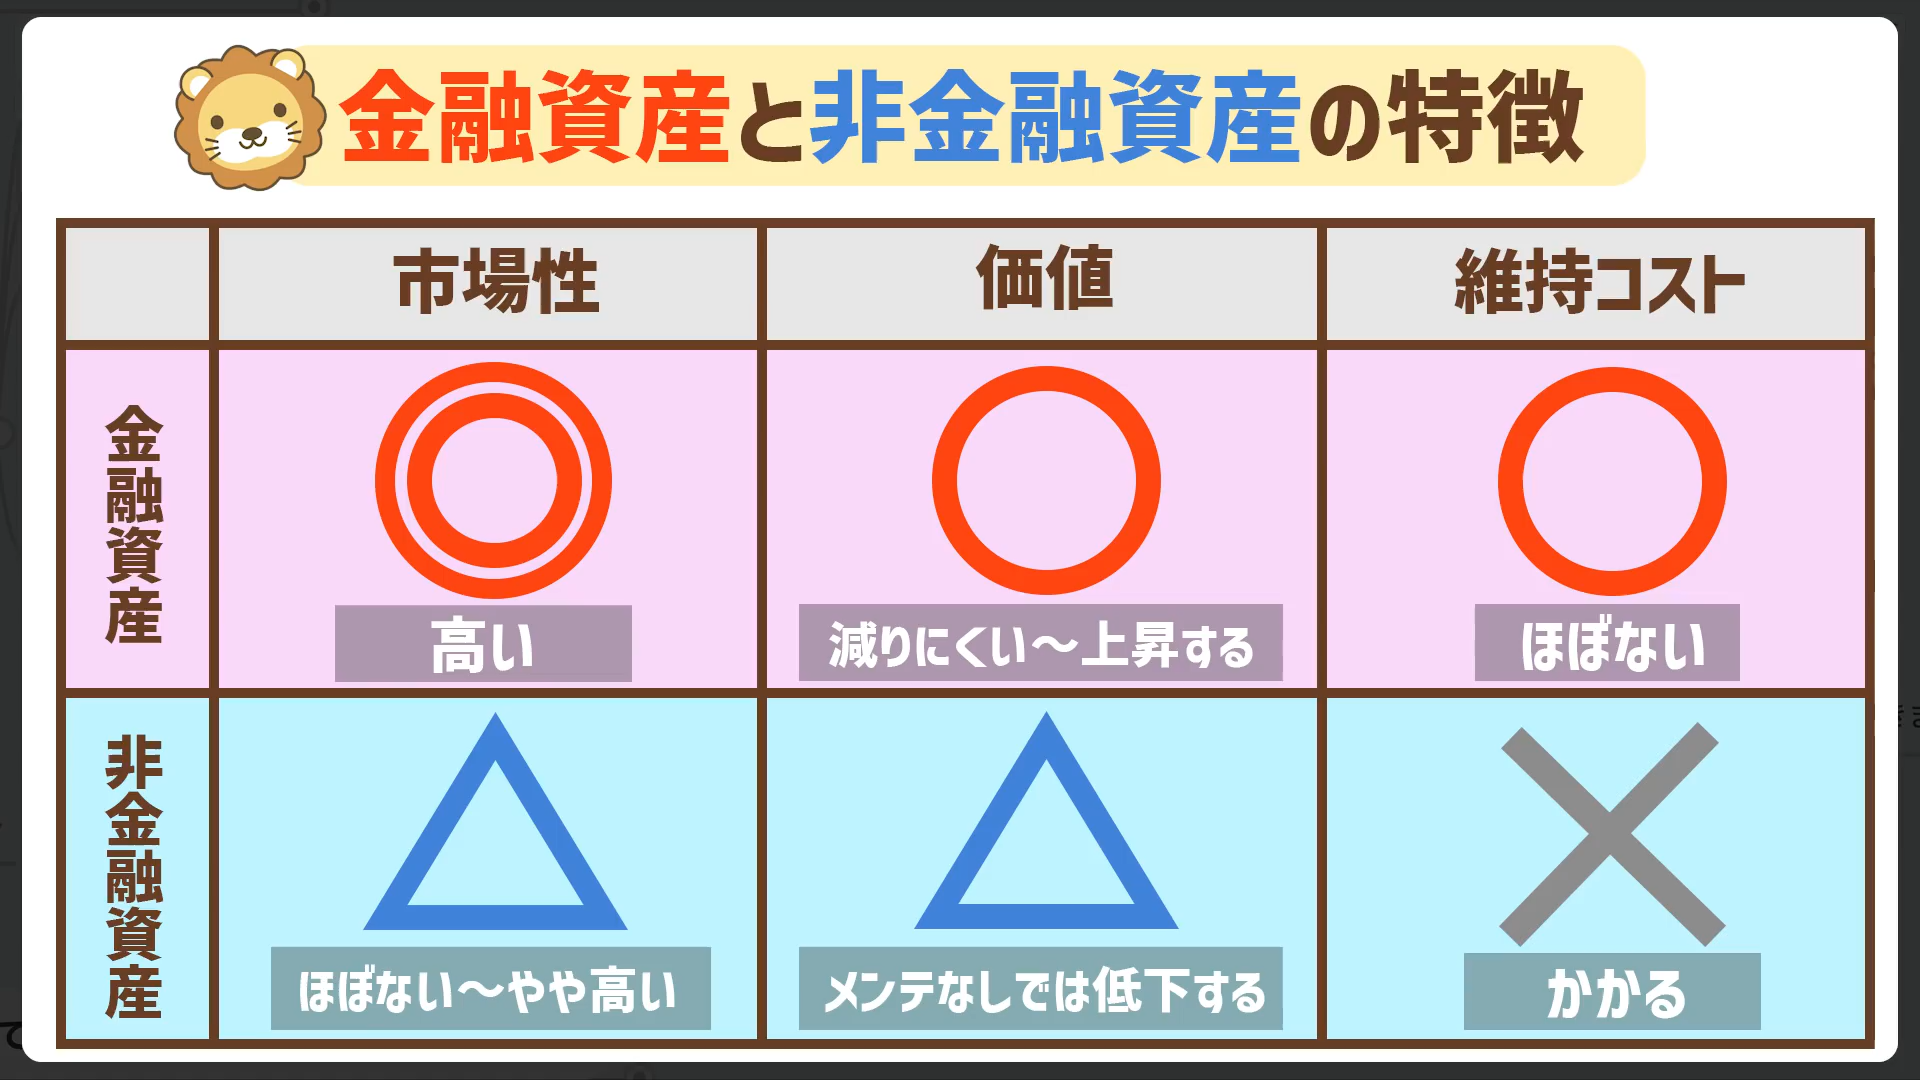 金融資産と非金融資産の特徴
市場性
価値
維持コスト
金融資産
高い
減りにくい〜上昇する
ほぼない
非金融資産
ほぼない〜やや高い
メンテなしでは低下する
かかる